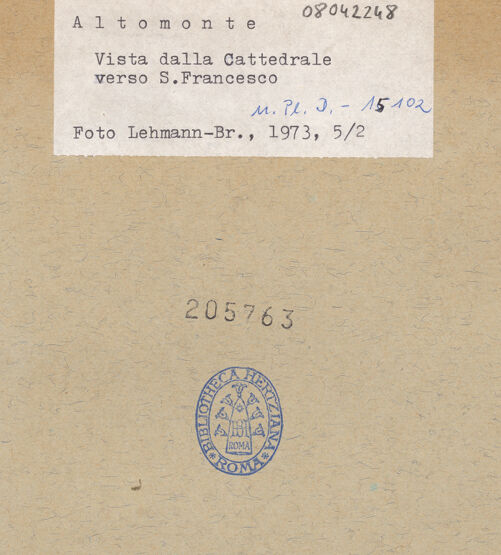 08042248
Altomonte
Vista dalla Cattedrale
verso S.Francesco
U. Pl. D. - 15102
Foto Lehmann-Br., 1973, 5/2
205763
BIBLIOTHECA HERTZIANA
ROMA
* ROMA *